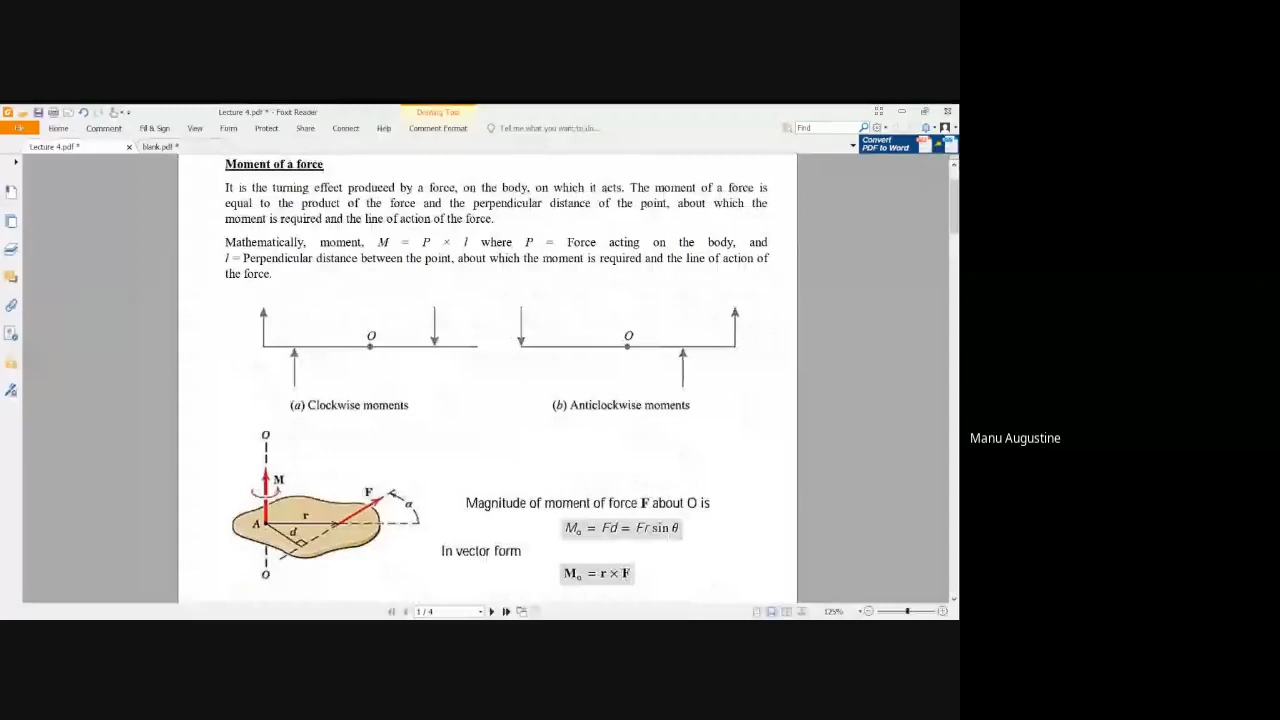 Lecture 4.pdf * - Foxit Reader
Drawing Tool
File Home Comment Fill & Sign View Form Protect Share Connect Help Comment Format Tell me what you want to do... Find
Lecture 4.pdf * blank.pdf *
Convert
PDF to Word
Moment of a force
It is the turning effect produced by a force, on the body, on which it acts. The moment of a force is
equal to the product of the force and the perpendicular distance of the point, about which the
moment is required and the line of action of the force.
Mathematically, moment, M = P × l where P = Force acting on the body, and
l = Perpendicular distance between the point, about which the moment is required and the line of action of
the force.
O O
(a) Clockwise moments (b) Anticlockwise moments
O
M
F α
A r
d
O
Magnitude of moment of force F about O is
Mₒ = Fd = Fr sin θ
In vector form
Mₒ = r × F
Manu Augustine
1 / 4 125%